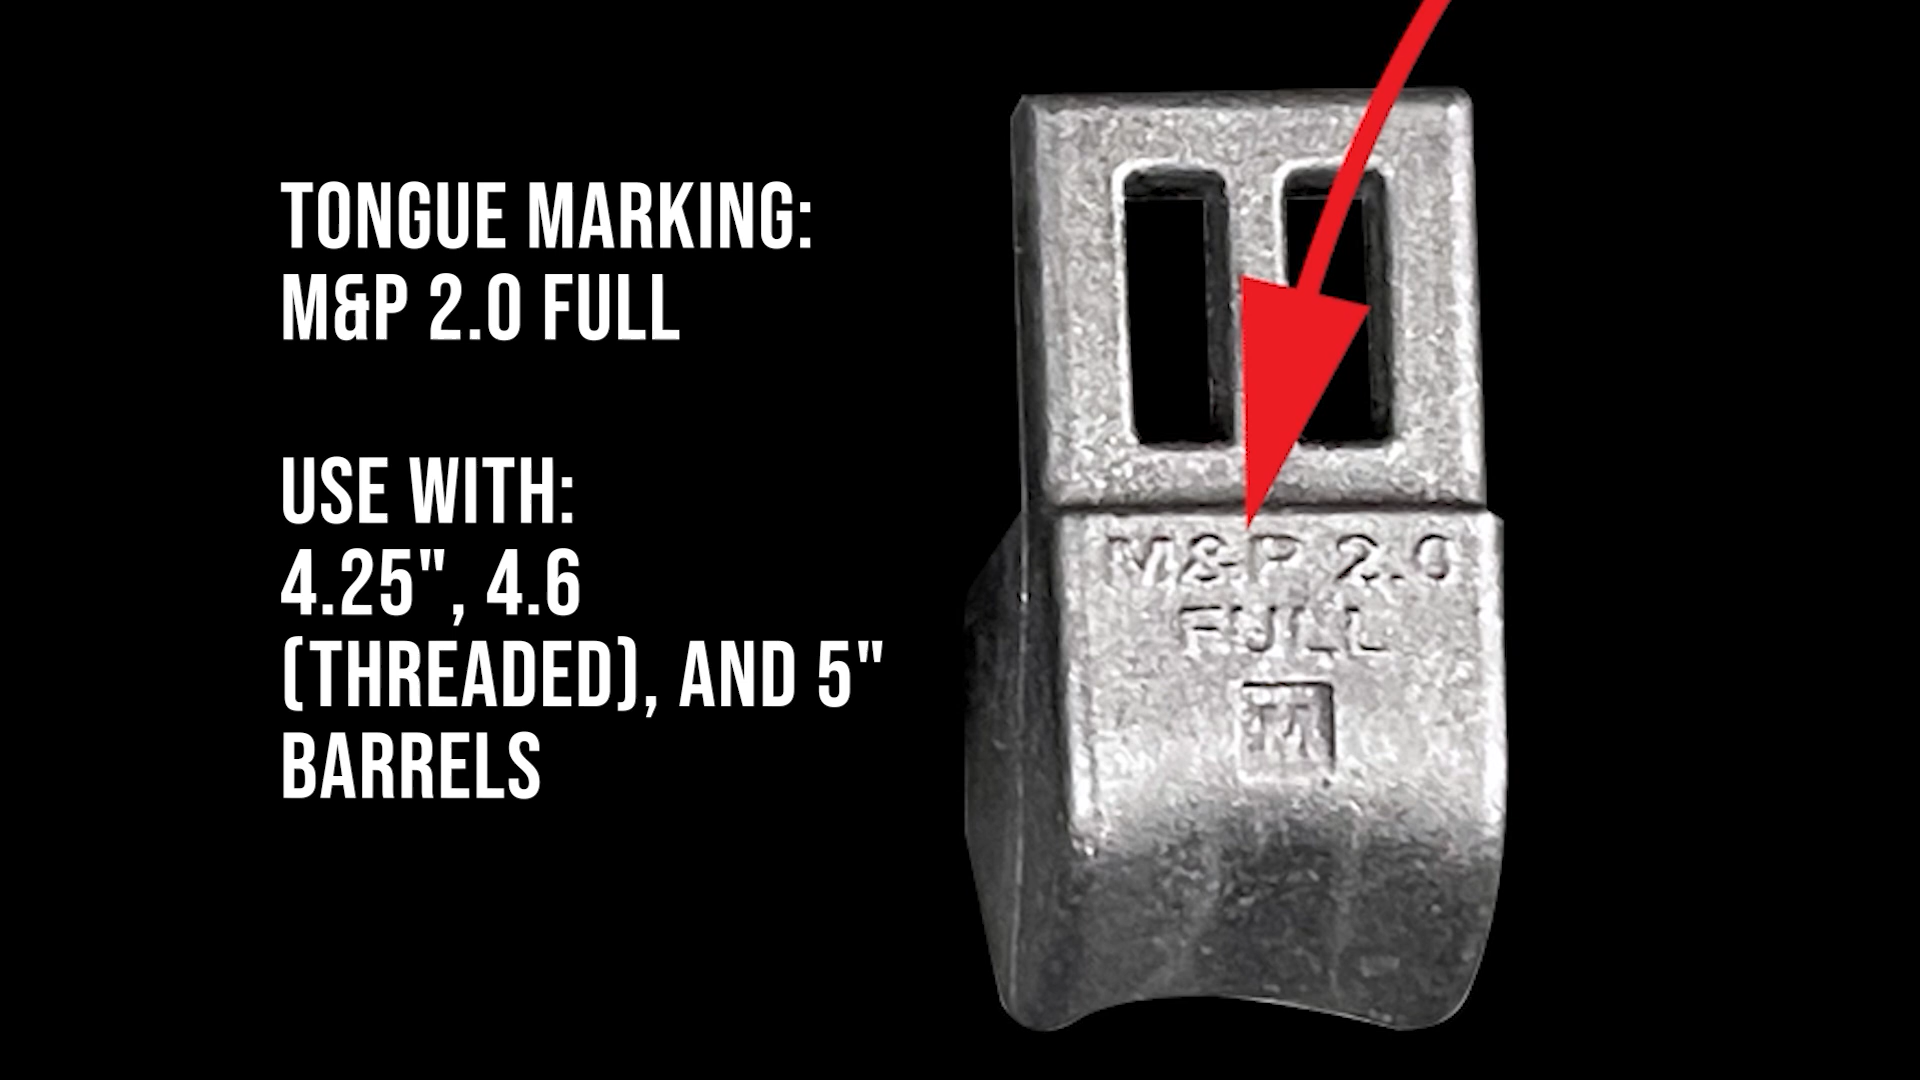 TONGUE MARKING:
M&P 2.0 FULL
USE WITH:
4.25", 4.6
(THREADED), AND 5"
BARRELS
M&P 2.0
FULL
M